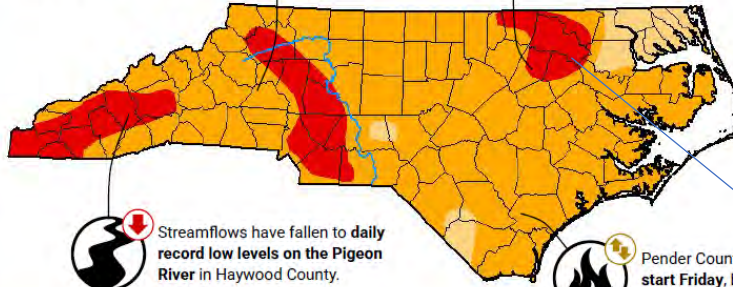 Streamflows have fallen to daily
record low levels on the Pigeon
River in Haywood County.
Pender Coun
start Friday,